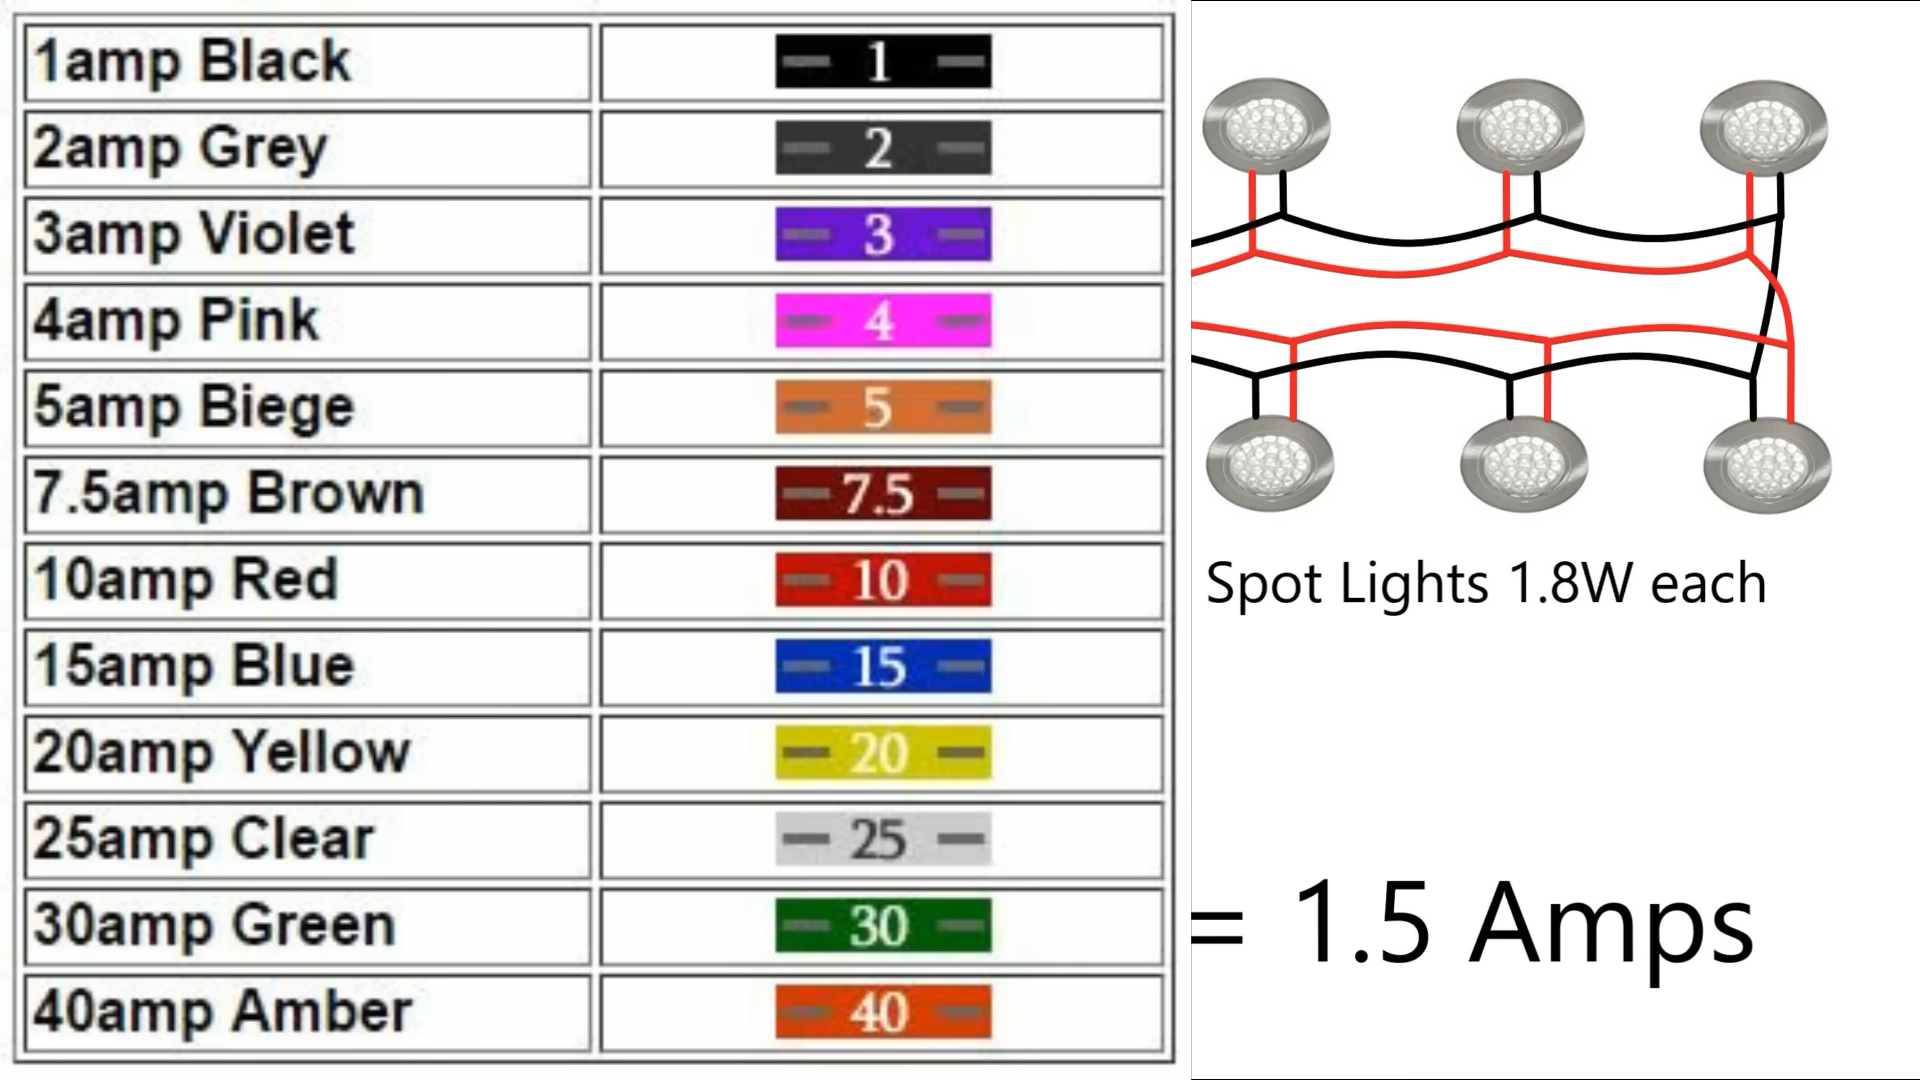 1amp Black
1
2amp Grey
2
3amp Violet
3
4amp Pink
4
5amp Biege
5
7.5amp Brown
7.5
10amp Red
10
15amp Blue
15
20amp Yellow
20
25amp Clear
25
30amp Green
30
40amp Amber
40
Spot Lights 1.8W each
= 1.5 Amps